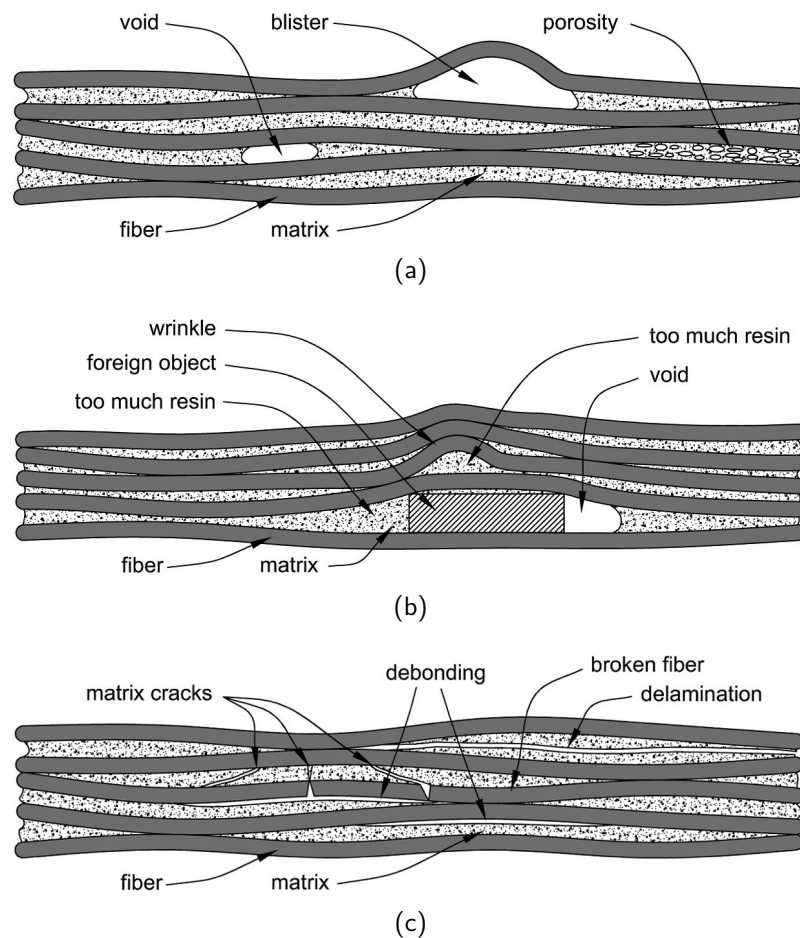 void
blister
porosity
fiber
matrix
(a)
wrinkle
too much resin
foreign object
void
too much resin
fiber
matrix
(b)
broken fiber
debonding
matrix cracks
delamination
fiber
matrix
(c)